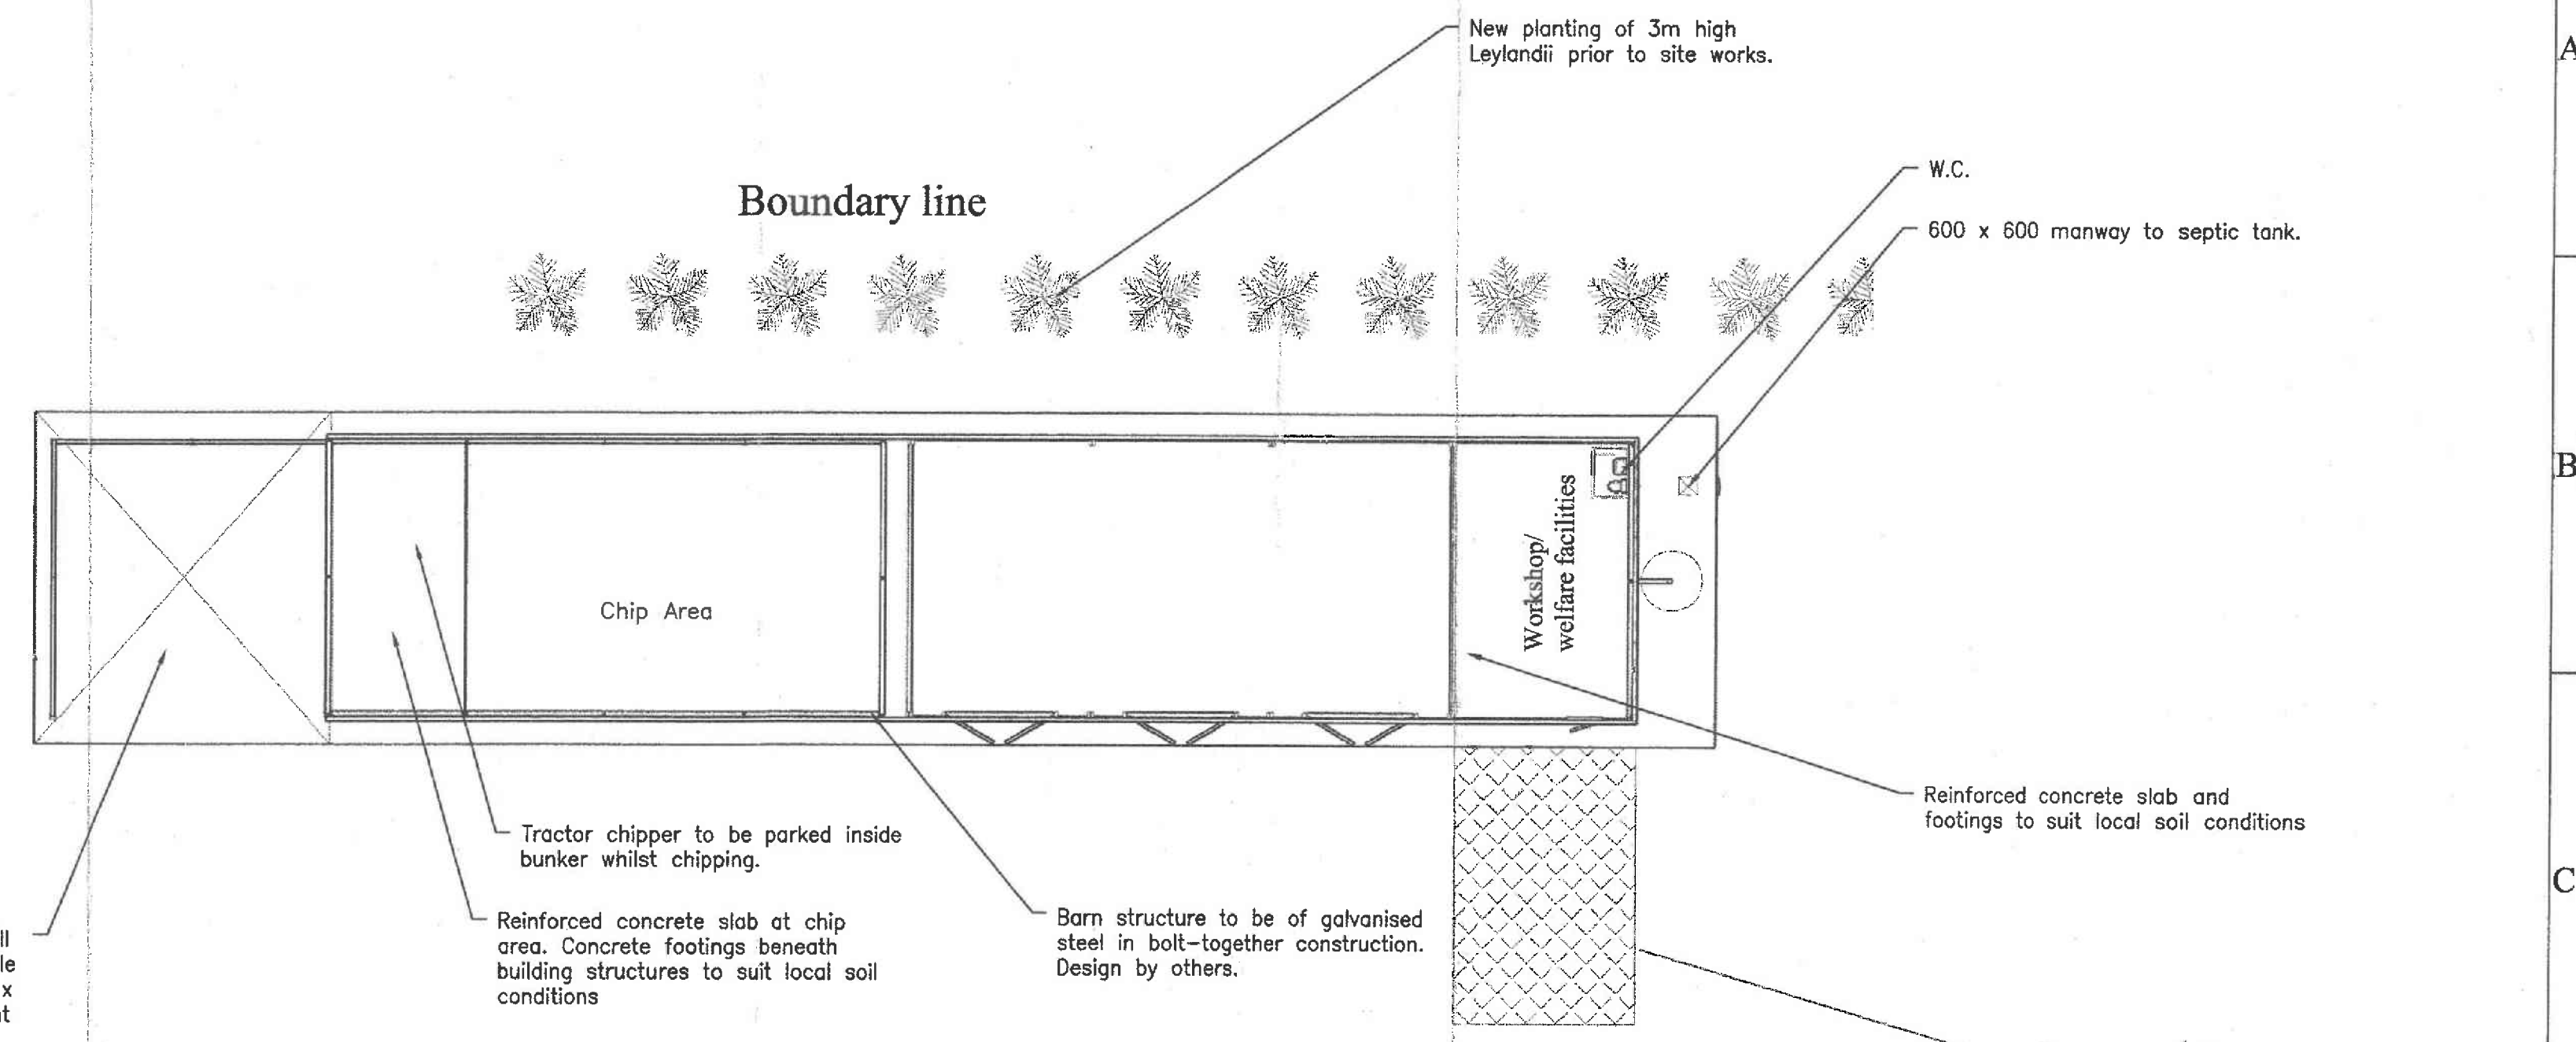 New planting of 3m high
Leylandii prior to site works.
A
W.C.
Boundary line
600 x 600 manway to septic tank.
B
Workshop/
welfare facilities
Chip Area
Reinforced concrete slab and
footings to suit local soil conditions
Tractor chipper to be parked inside
bunker whilst chipping.
C
Reinforced concrete slab at chip
area. Concrete footings beneath
building structures to suit local soil
conditions
Barn structure to be of galvanised
steel in bolt-together construction.
Design by others.
ll
le
x